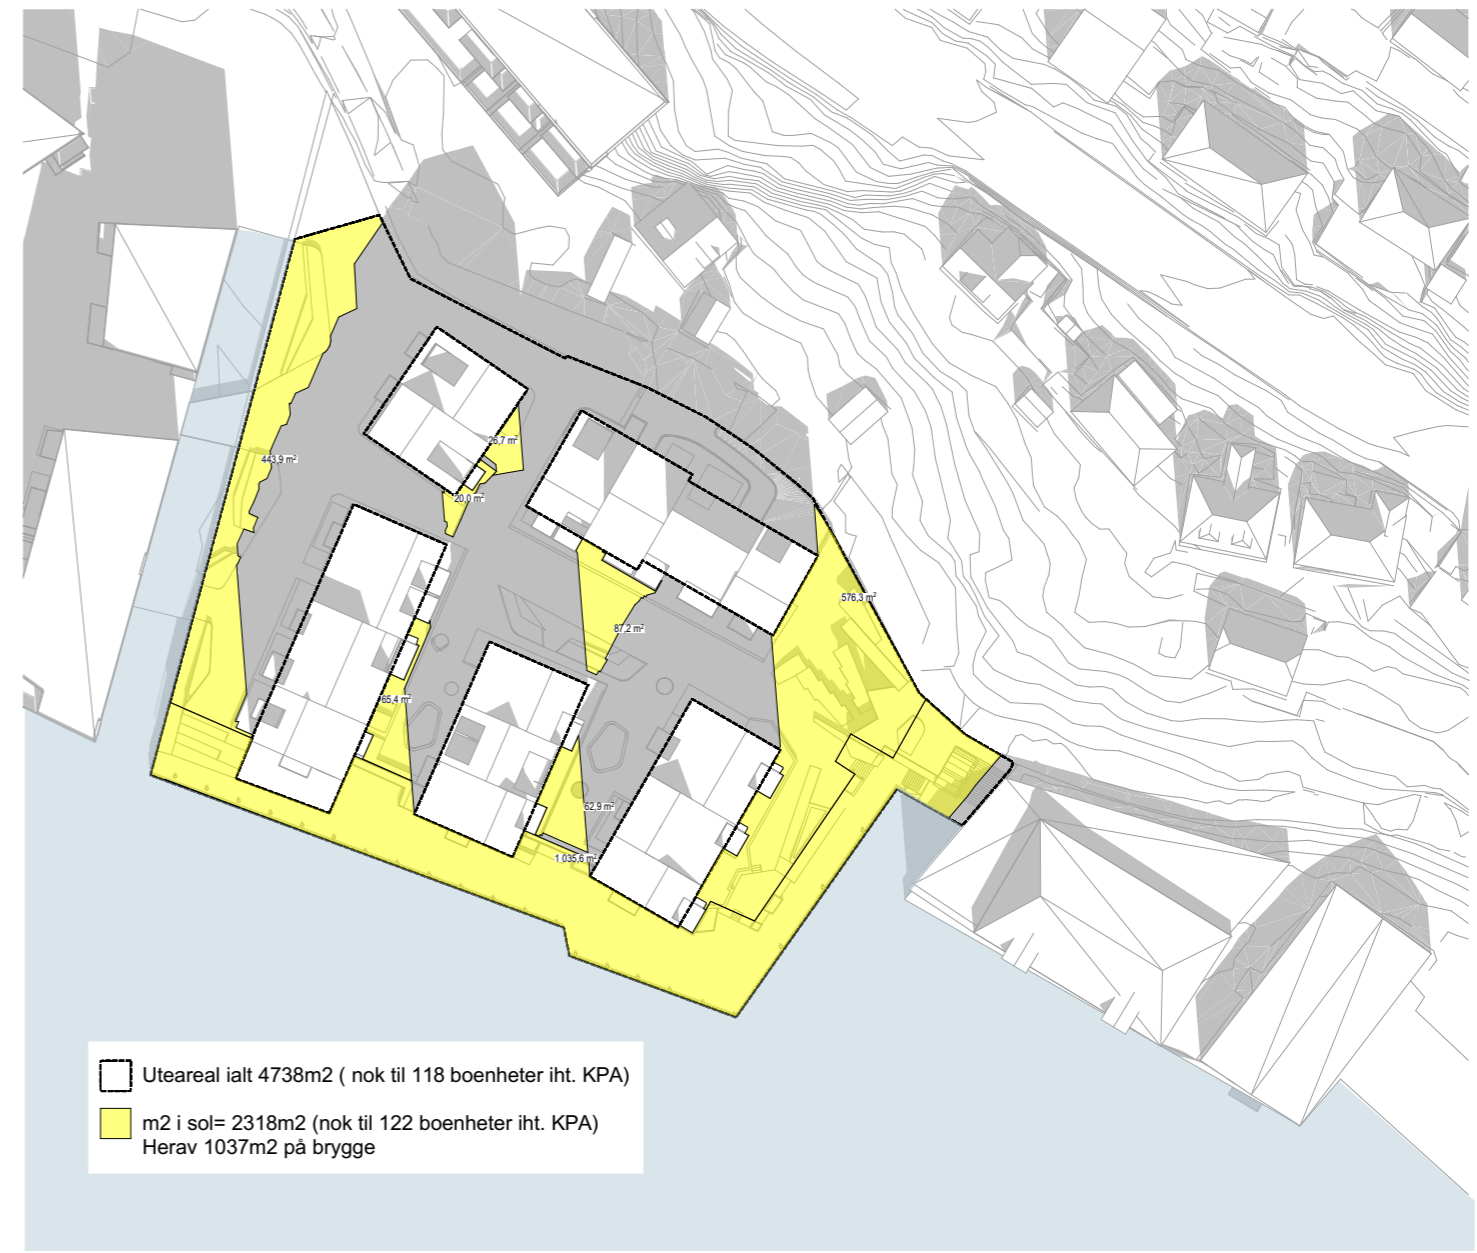 26,7 m²
443,9 m²
20,0 m²
576,3 m²
87,2 m²
65,4 m²
62,9 m²
1 035,6 m²
Uteareal ialt 4738m2 ( nok til 118 boenheter iht. KPA)
m2 i sol= 2318m2 (nok til 122 boenheter iht. KPA)
Herav 1037m2 på brygge